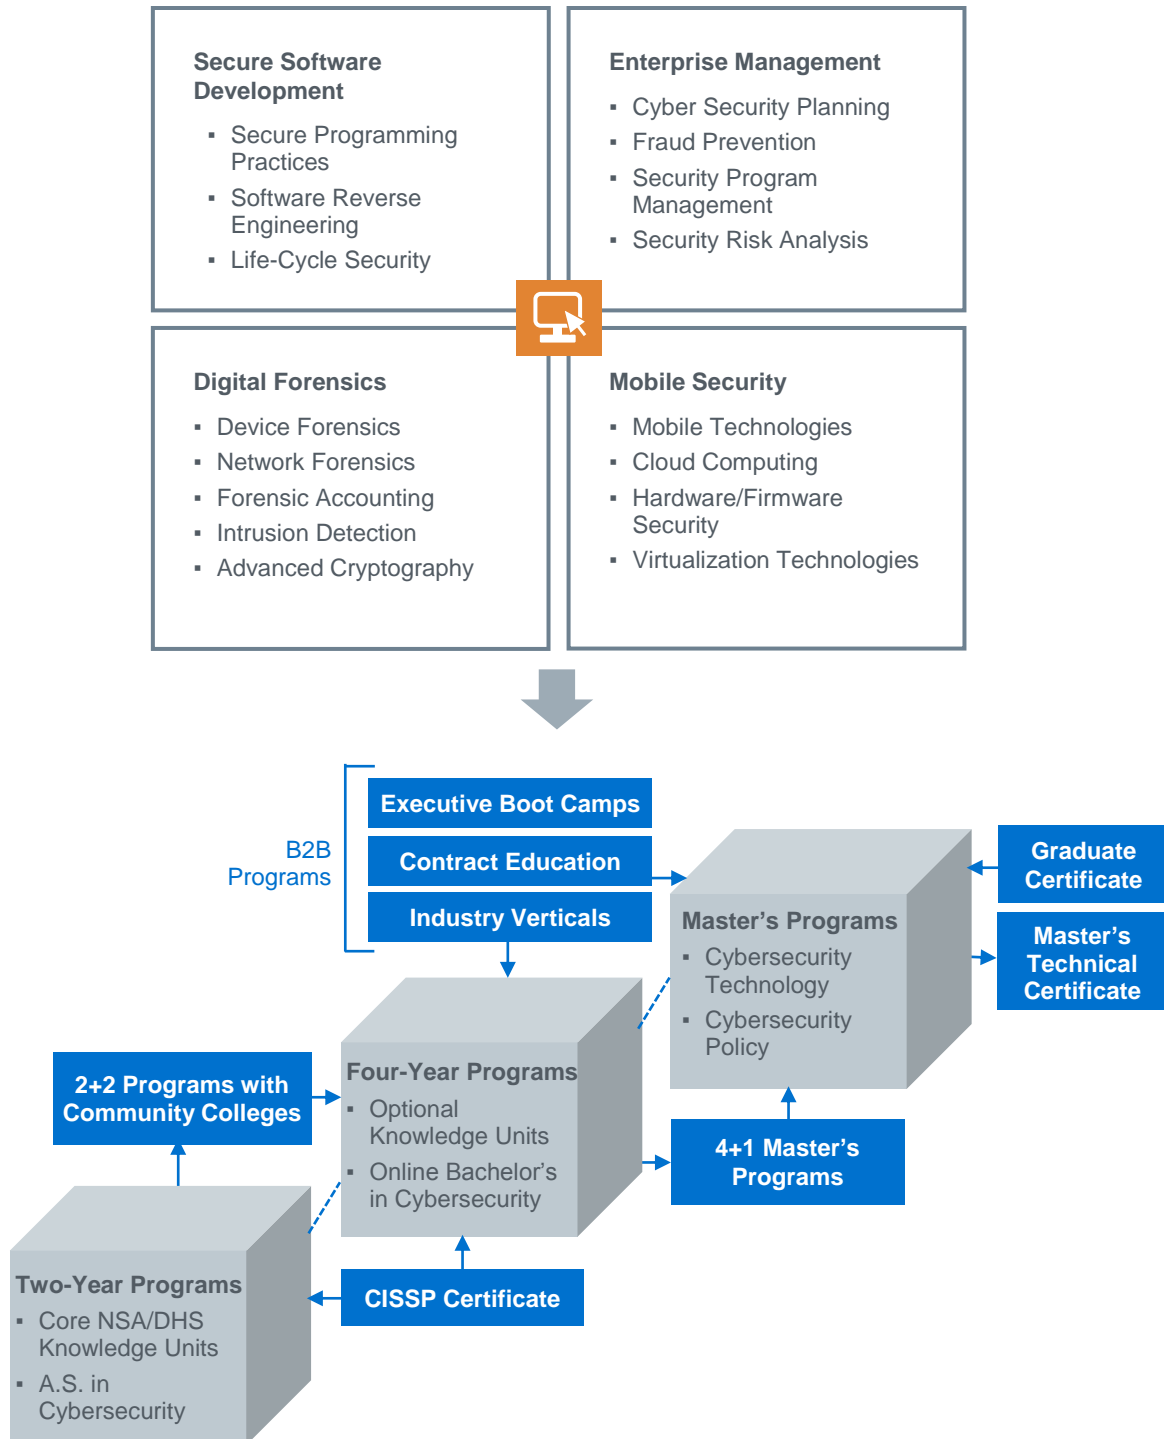 Secure Software
Development
▪ Secure Programming
Practices
▪ Software Reverse
Engineering
▪ Life-Cycle Security
Enterprise Management
▪ Cyber Security Planning
▪ Fraud Prevention
▪ Security Program
Management
▪ Security Risk Analysis
Digital Forensics
▪ Device Forensics
▪ Network Forensics
▪ Forensic Accounting
▪ Intrusion Detection
▪ Advanced Cryptography
Mobile Security
▪ Mobile Technologies
▪ Cloud Computing
▪ Hardware/Firmware
Security
▪ Virtualization Technologies
B2B
Programs
Executive Boot Camps
Contract Education
Industry Verticals
Master's Programs
▪ Cybersecurity
Technology
▪ Cybersecurity
Policy
Graduate
Certificate
Master's
Technical
Certificate
2+2 Programs with
Community Colleges
Four-Year Programs
▪ Optional
Knowledge Units
▪ Online Bachelor's
in Cybersecurity
4+1 Master's
Programs
Two-Year Programs
▪ Core NSA/DHS
Knowledge Units
▪ A.S. in
Cybersecurity
CISSP Certificate